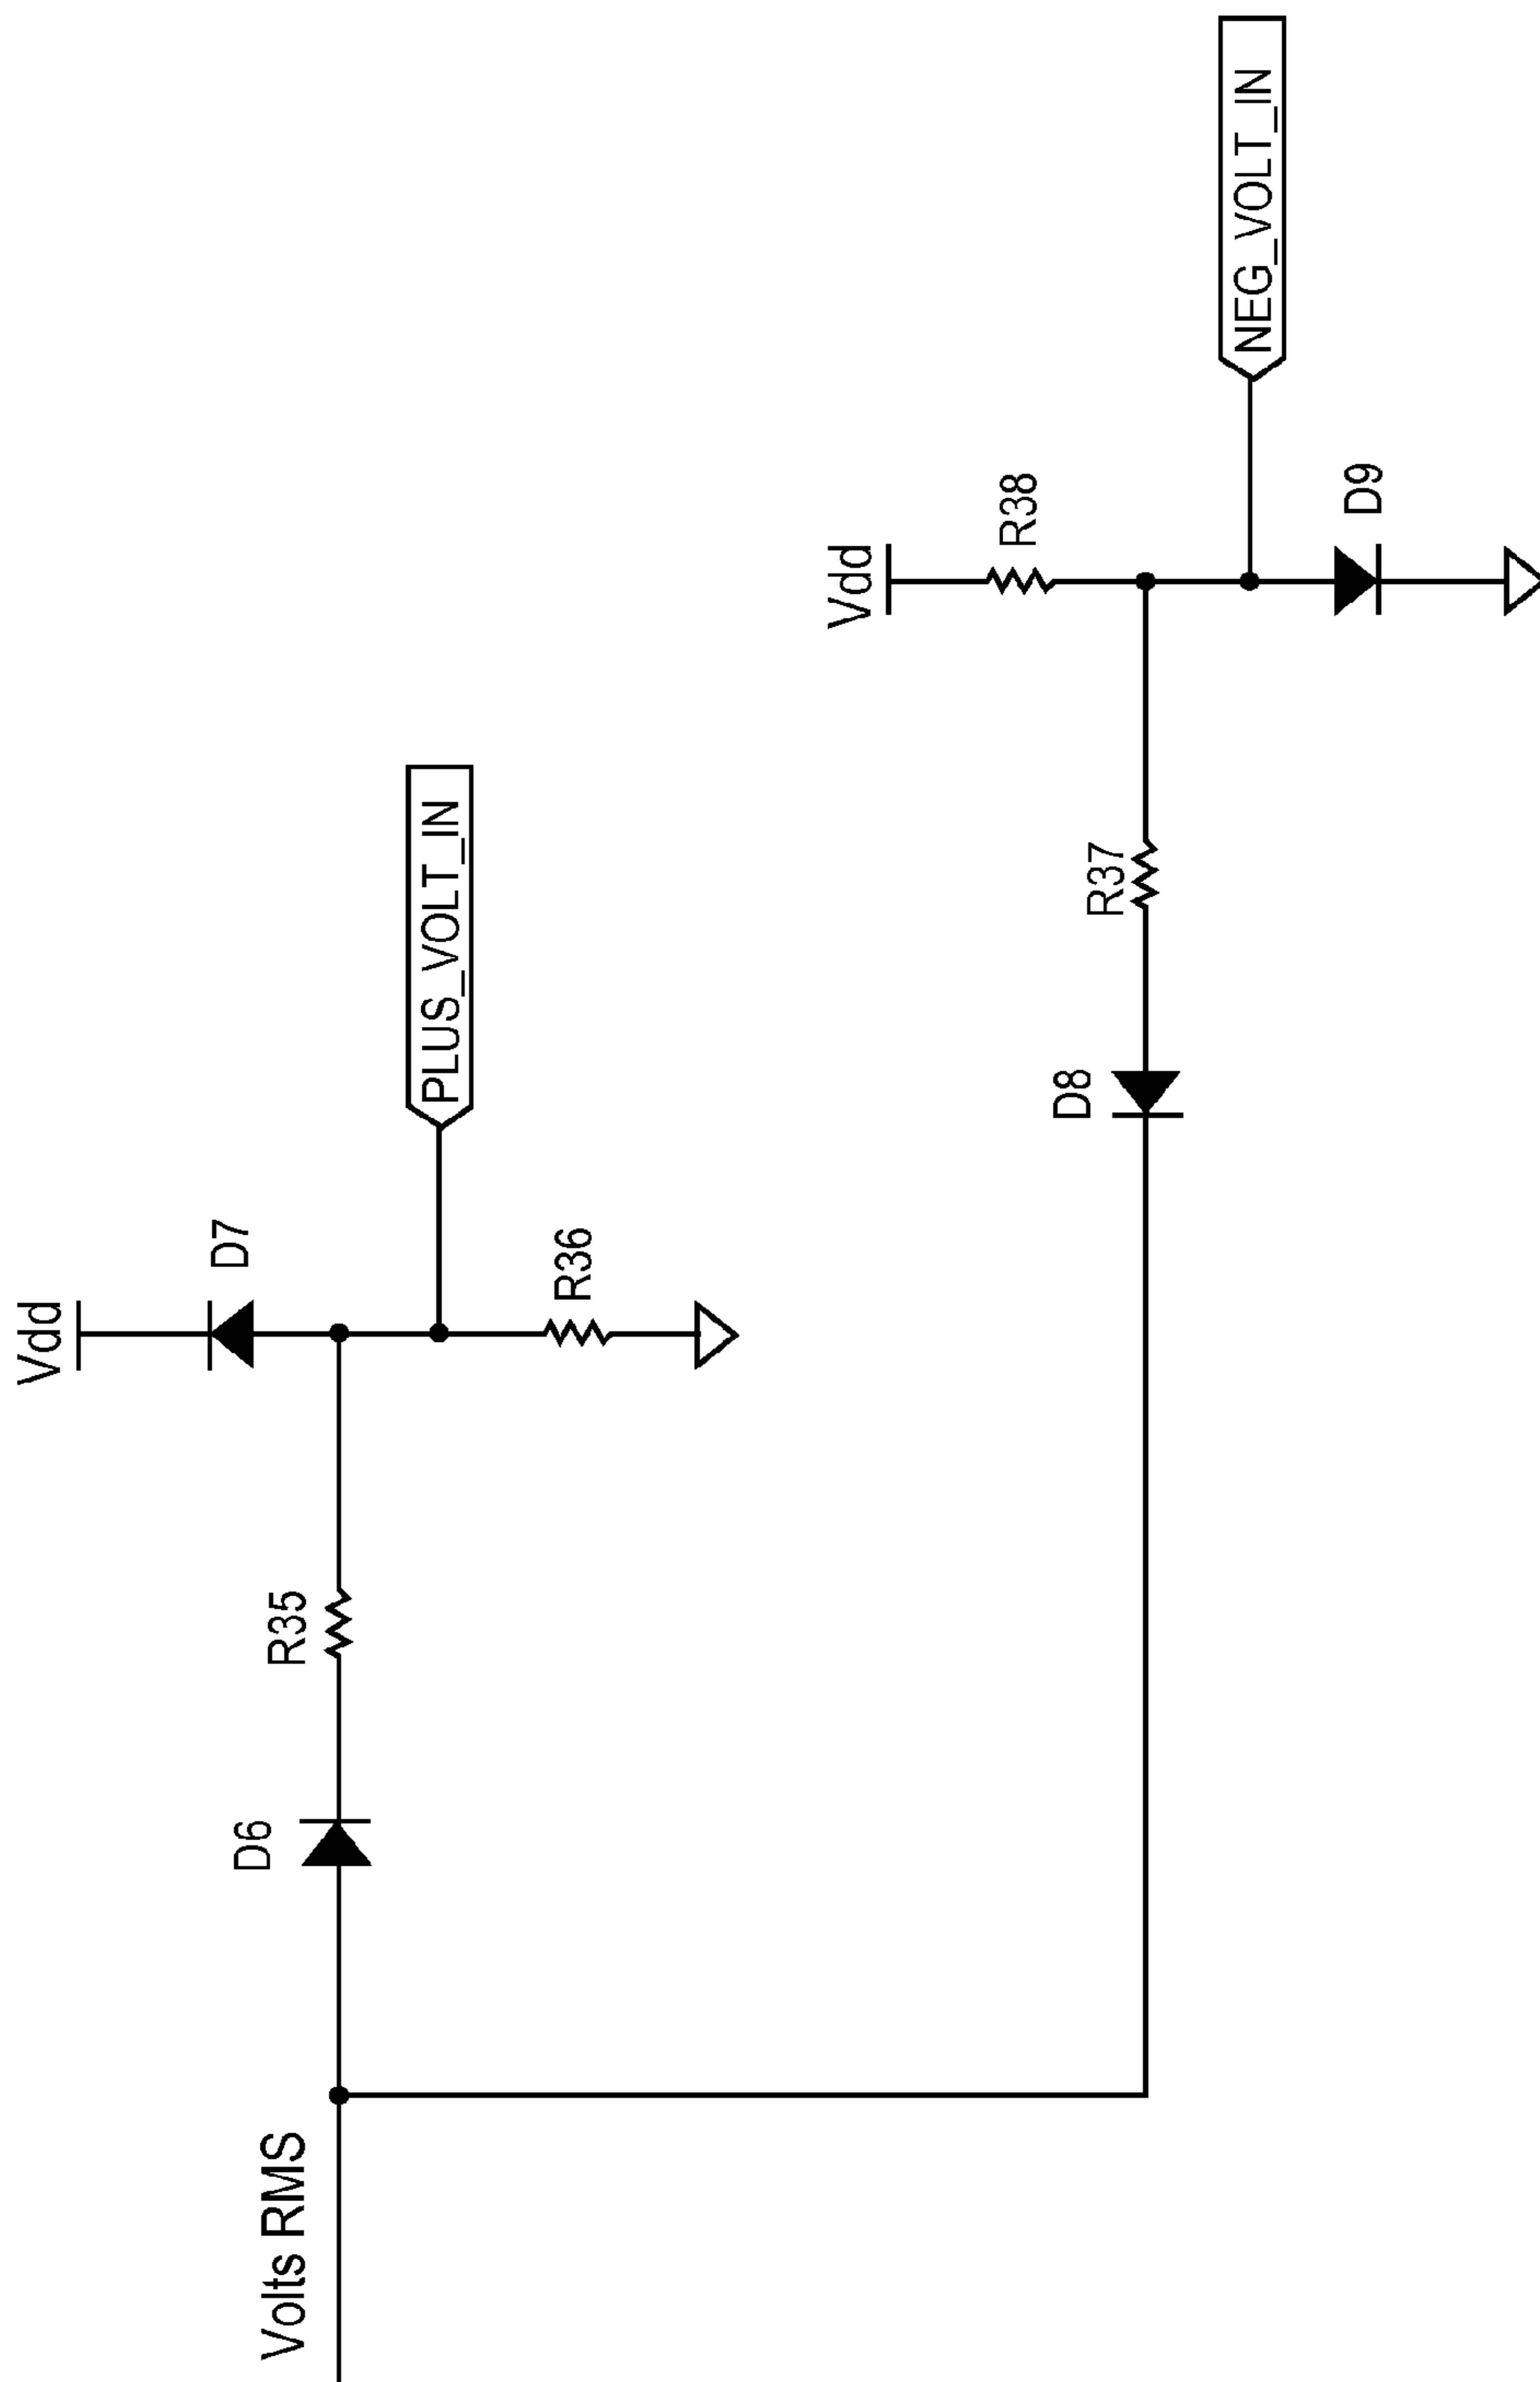 Vdd
D7
D6
R35
PLUS_VOLT_IN
Volts RMS
R36
Vdd
R38
D8
R37
NEG_VOLT_IN
D9